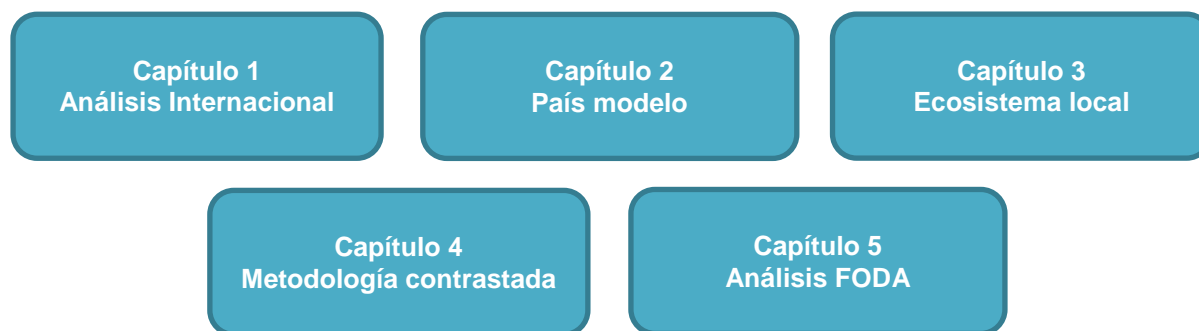 Capítulo 1
Análisis Internacional
Capítulo 2
País modelo
Capítulo 3
Ecosistema local
Capítulo 4
Metodología contrastada
Capítulo 5
Análisis FODA